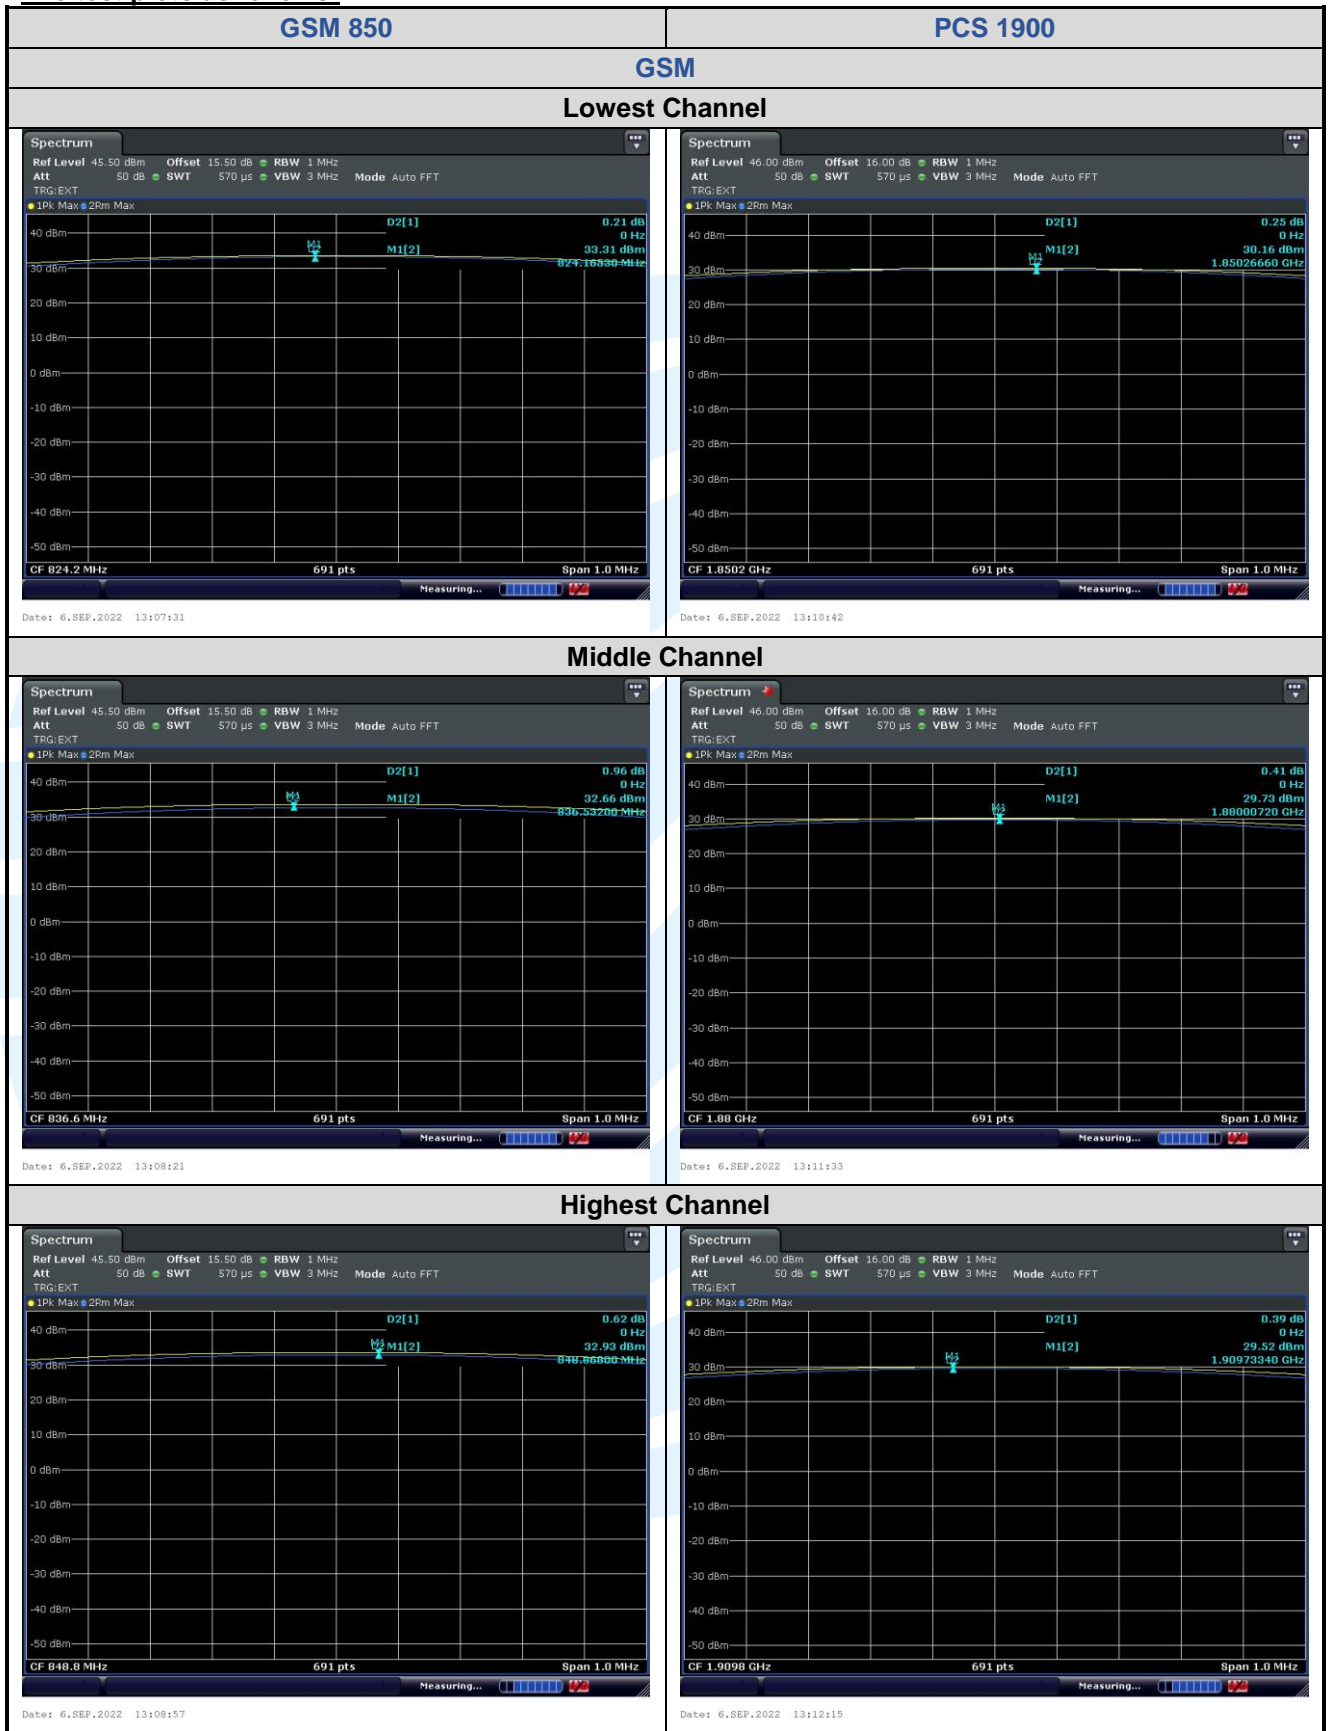 GSM 850 PCS 1900
GSM
Lowest Channel
Spectrum
Ref Level 45.50 dBm Offset 15.50 dB RBW 1 MHz
Att 50 dB SWT 570 µs VBW 3 MHz Mode Auto FFT
TRG:EXT
1Pk Max 2Rm Max
D2[1] 0.21 dB
0 Hz
M1[2] 33.31 dBm
824.16530 MHz
M1
40 dBm
30 dBm
20 dBm
10 dBm
0 dBm
-10 dBm
-20 dBm
-30 dBm
-40 dBm
-50 dBm
CF 824.2 MHz 691 pts Span 1.0 MHz
Measuring...
Date: 6.SEP.2022 13:07:31
Spectrum
Ref Level 46.00 dBm Offset 16.00 dB RBW 1 MHz
Att 50 dB SWT 570 µs VBW 3 MHz Mode Auto FFT
TRG:EXT
1Pk Max 2Rm Max
D2[1] 0.25 dB
0 Hz
M1[2] 30.16 dBm
1.85026660 GHz
40 dBm
30 dBm
20 dBm
10 dBm
0 dBm
-10 dBm
-20 dBm
-30 dBm
-40 dBm
-50 dBm
CF 1.8502 GHz 691 pts Span 1.0 MHz
Measuring...
Date: 6.SEP.2022 13:10:42
Middle Channel
Spectrum
Ref Level 45.50 dBm Offset 15.50 dB RBW 1 MHz
Att 50 dB SWT 570 µs VBW 3 MHz Mode Auto FFT
TRG:EXT
1Pk Max 2Rm Max
D2[1] 0.96 dB
0 Hz
M1[2] 32.66 dBm
836.53200 MHz
40 dBm
30 dBm
20 dBm
10 dBm
0 dBm
-10 dBm
-20 dBm
-30 dBm
-40 dBm
-50 dBm
CF 836.6 MHz 691 pts Span 1.0 MHz
Measuring...
Date: 6.SEP.2022 13:08:21
Spectrum
Ref Level 46.00 dBm Offset 16.00 dB RBW 1 MHz
Att 50 dB SWT 570 µs VBW 3 MHz Mode Auto FFT
TRG:EXT
1Pk Max 2Rm Max
D2[1] 0.41 dB
0 Hz
M1[2] 29.73 dBm
1.88000720 GHz
40 dBm
30 dBm
20 dBm
10 dBm
0 dBm
-10 dBm
-20 dBm
-30 dBm
-40 dBm
-50 dBm
CF 1.88 GHz 691 pts Span 1.0 MHz
Measuring...
Date: 6.SEP.2022 13:11:33
Highest Channel
Spectrum
Ref Level 45.50 dBm Offset 15.50 dB RBW 1 MHz
Att 50 dB SWT 570 µs VBW 3 MHz Mode Auto FFT
TRG:EXT
1Pk Max 2Rm Max
D2[1] 0.62 dB
0 Hz
M1[2] 32.93 dBm
848.86800 MHz
40 dBm
30 dBm
20 dBm
10 dBm
0 dBm
-10 dBm
-20 dBm
-30 dBm
-40 dBm
-50 dBm
CF 848.8 MHz 691 pts Span 1.0 MHz
Measuring...
Date: 6.SEP.2022 13:08:57
Spectrum
Ref Level 46.00 dBm Offset 16.00 dB RBW 1 MHz
Att 50 dB SWT 570 µs VBW 3 MHz Mode Auto FFT
TRG:EXT
1Pk Max 2Rm Max
D2[1] 0.39 dB
0 Hz
M1[2] 29.52 dBm
1.90973340 GHz
40 dBm
30 dBm
20 dBm
10 dBm
0 dBm
-10 dBm
-20 dBm
-30 dBm
-40 dBm
-50 dBm
CF 1.9098 GHz 691 pts Span 1.0 MHz
Measuring...
Date: 6.SEP.2022 13:12:15